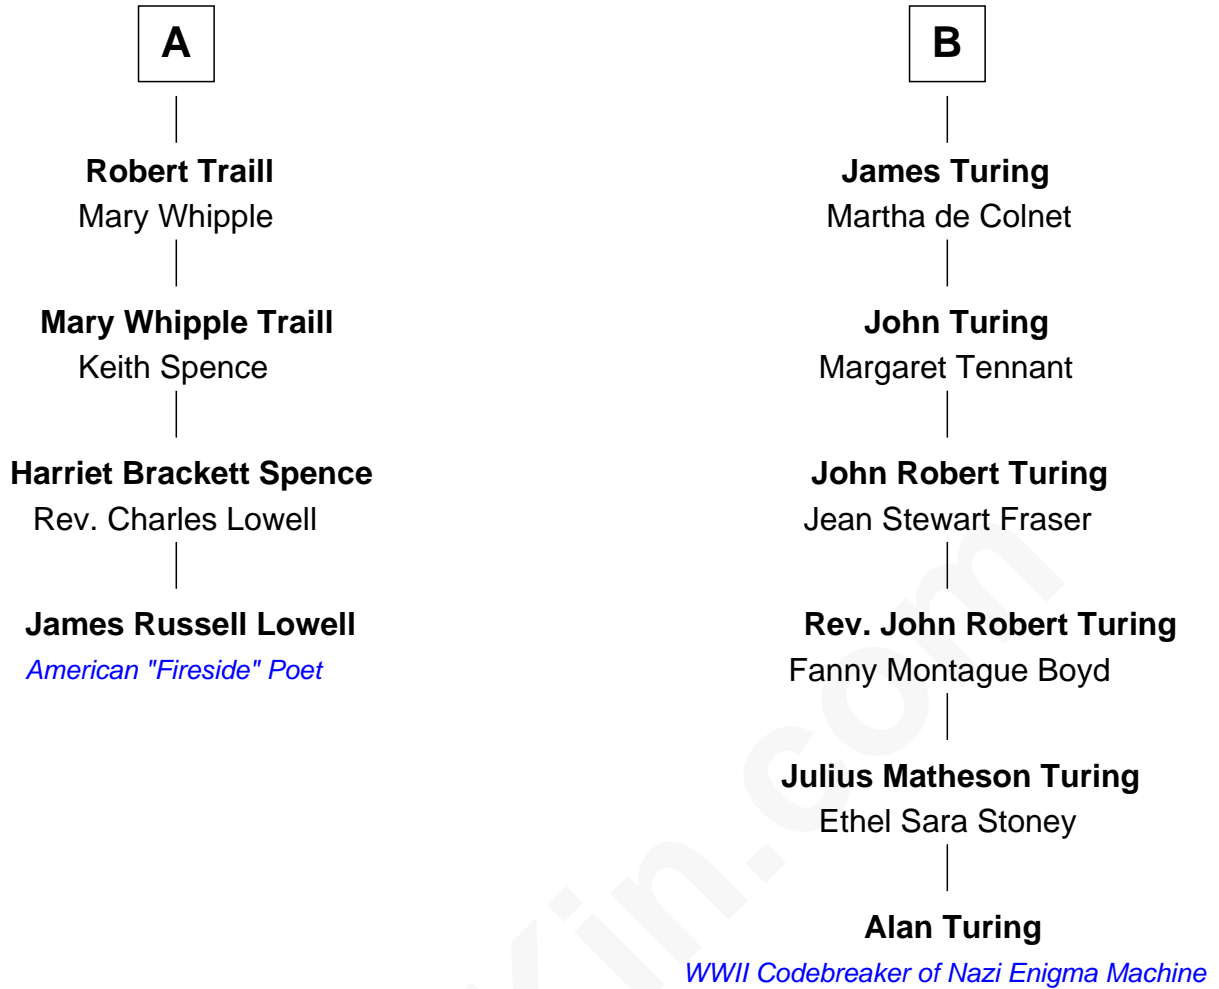 A
Robert Traill
Mary Whipple
Mary Whipple Traill
Keith Spence
Harriet Brackett Spence
Rev. Charles Lowell
James Russell Lowell
American "Fireside" Poet
B
James Turing
Martha de Colnet
John Turing
Margaret Tennant
John Robert Turing
Jean Stewart Fraser
Rev. John Robert Turing
Fanny Montague Boyd
Julius Matheson Turing
Ethel Sara Stoney
Alan Turing
WWII Codebreaker of Nazi Enigma Machine
Kin.com